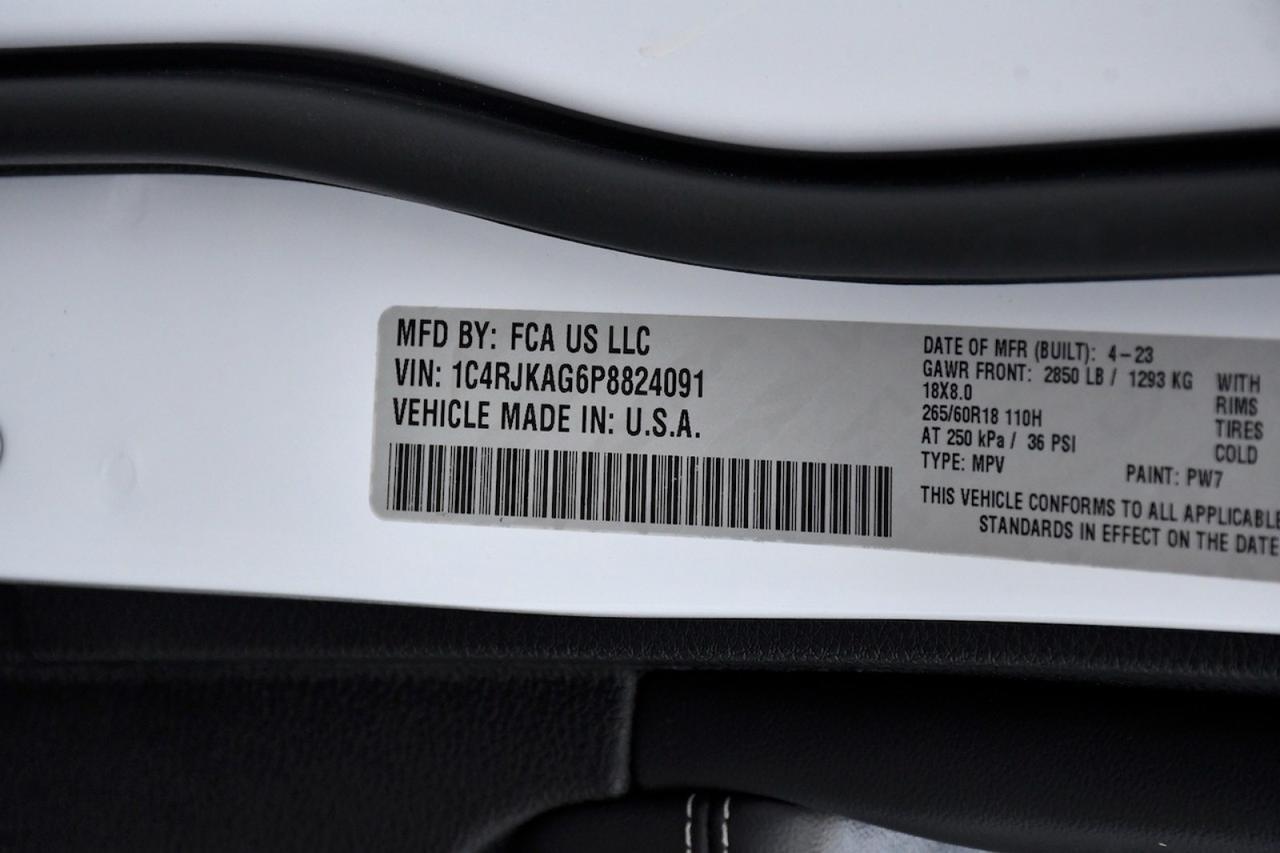 MFD BY: FCA US LLC
VIN: 1C4RJKAG6P8824091
VEHICLE MADE IN: U.S.A.
DATE OF MFR (BUILT): 4-23
GAWR FRONT: 2850 LB / 1293 KG WITH
18X8.0 RIMS
265/60R18 110H TIRES
AT 250 kPa / 36 PSI COLD
TYPE: MPV PAINT: PW7
THIS VEHICLE CONFORMS TO ALL APPLICABLE
STANDARDS IN EFFECT ON THE DATE